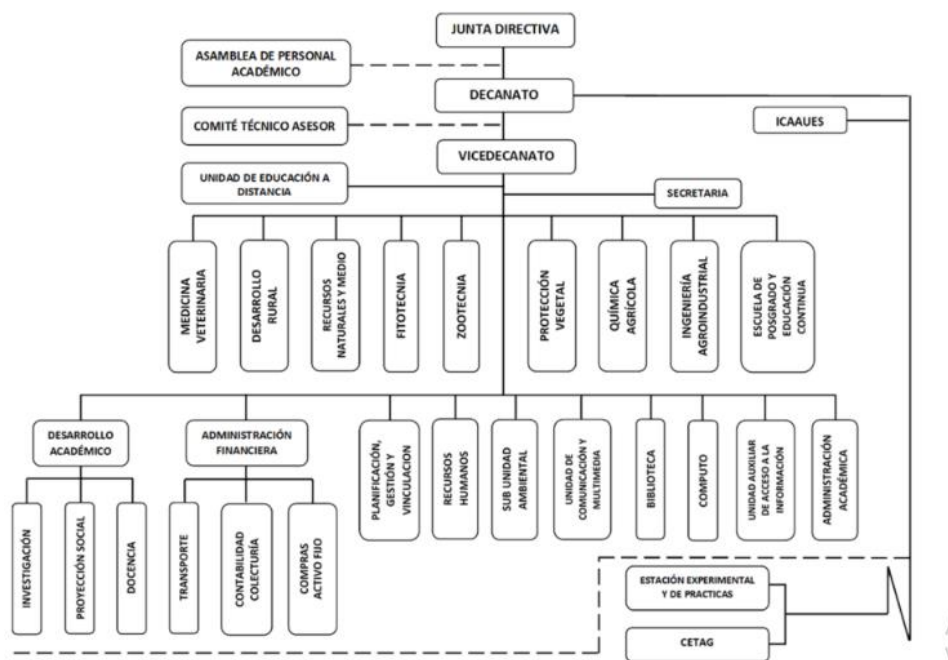 JUNTA DIRECTIVA
ASAMBLEA DE PERSONAL
ACADÉMICO
DECANATO
COMITÉ TÉCNICO ASESOR
ICAAUES
VICEDECANATO
UNIDAD DE EDUCACIÓN A
DISTANCIA
SECRETARIA
MEDICINA
VETERINARIA
DESARROLLO
RURAL
RECURSOS
NATURALES Y MEDIO
FITOTECNIA
ZOOTECNIA
PROTECCIÓN
VEGETAL
QUÍMICA
AGRÍCOLA
INGENIERÍA
AGROINDUSTRIAL
ESCUELA DE
POSGRADO Y
EDUCACIÓN
CONTINUA
DESARROLLO
ACADÉMICO
ADMINISTRACIÓN
FINANCIERA
PLANIFICACIÓN,
GESTIÓN Y
VINCULACION
RECURSOS
HUMANOS
SUB UNIDAD
AMBIENTAL
UNIDAD DE
COMUNICACIÓN Y
MULTIMEDIA
BIBLIOTECA
COMPUTO
UNIDAD AUXILIAR
DE ACCESO A LA
INFORMACIÓN
ADMINISTRACIÓN
ACADÉMICA
INVESTIGACIÓN
PROYECCIÓN SOCIAL
DOCENCIA
TRANSPORTE
CONTABILIDAD
COLECTURÍA
COMPRAS
ACTIVO FIJO
ESTACIÓN EXPERIMENTAL
Y DE PRACTICAS
CETAG